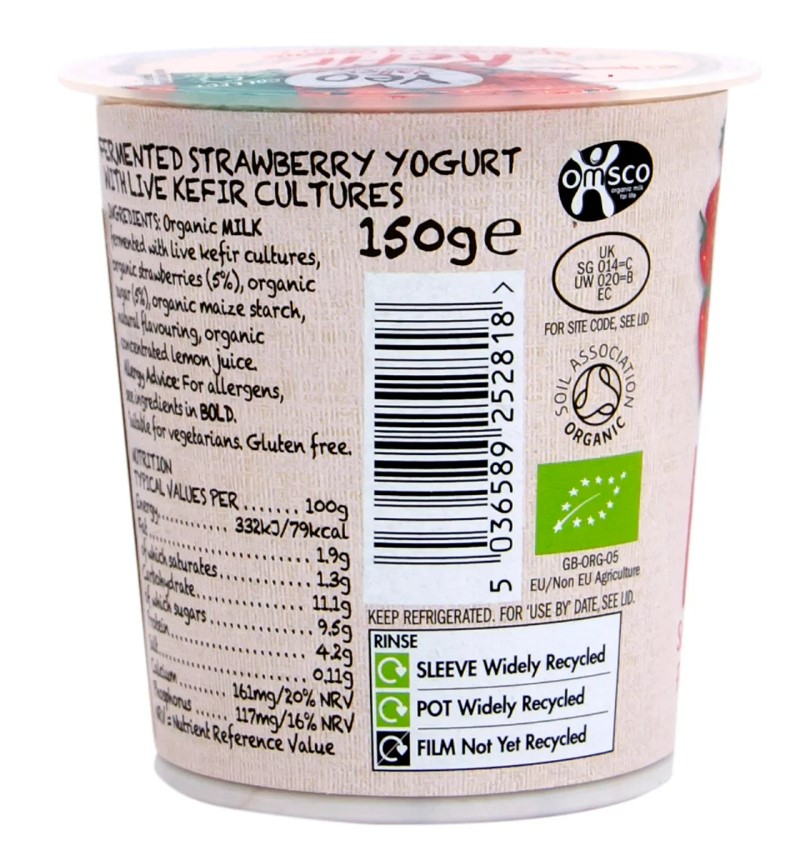 YEO
Kefir
FERMENTED STRAWBERRY YOGURT
WITH LIVE KEFIR CULTURES
INGREDIENTS: Organic MILK
fermented with live kefir cultures,
organic strawberries (5%), organic
sugar (5%), organic maize starch,
natural flavouring, organic
concentrated lemon juice.
Allergy Advice: For allergens,
see ingredients in BOLD.
Suitable for vegetarians. Gluten free.
NUTRITION
TYPICAL VALUES PER ....... 100g
Energy............ 332kJ/79kcal
Fat ..................... 1.9g
of which saturates............ 1.3g
Carbohydrate............... 11.1g
of which sugars ............. 9.5g
Protein.................... 4.2g
Salt ..................... 0.11g
Calcium ........ 161mg/20% NRV
Phosphorus ...... 117mg/16% NRV
NRV = Nutrient Reference Value
150g e
5 036589 252818 >
omsco
organic milk
for life
UK
SG 014=C
UW 020=B
EC
FOR SITE CODE, SEE LID
SOIL ASSOCIATION
ORGANIC
GB-ORG-05
EU/Non EU Agriculture
KEEP REFRIGERATED. FOR 'USE BY' DATE, SEE LID.
RINSE
SLEEVE Widely Recycled
POT Widely Recycled
FILM Not Yet Recycled